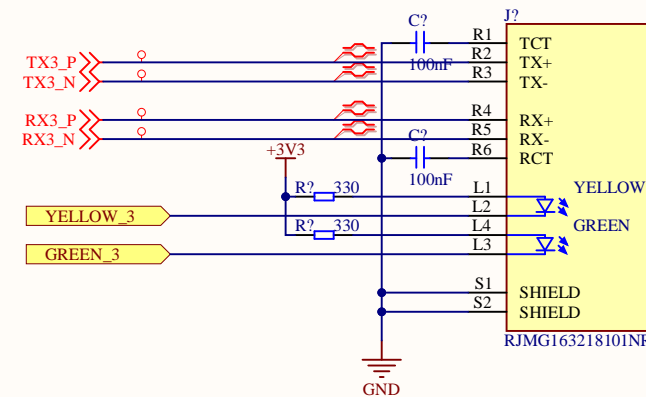 J?
C?
R1
TCT
TX3_P
R2
TX+
100nF
TX3_N
R3
TX-
RX3_P
R4
RX+
RX3_N
C?
R5
RX-
+3V3
R6
RCT
100nF
R? 330
L1
YELLOW
YELLOW_3
L2
R? 330
L4
GREEN
GREEN_3
L3
S1
SHIELD
S2
SHIELD
RJMG163218101NR
GND